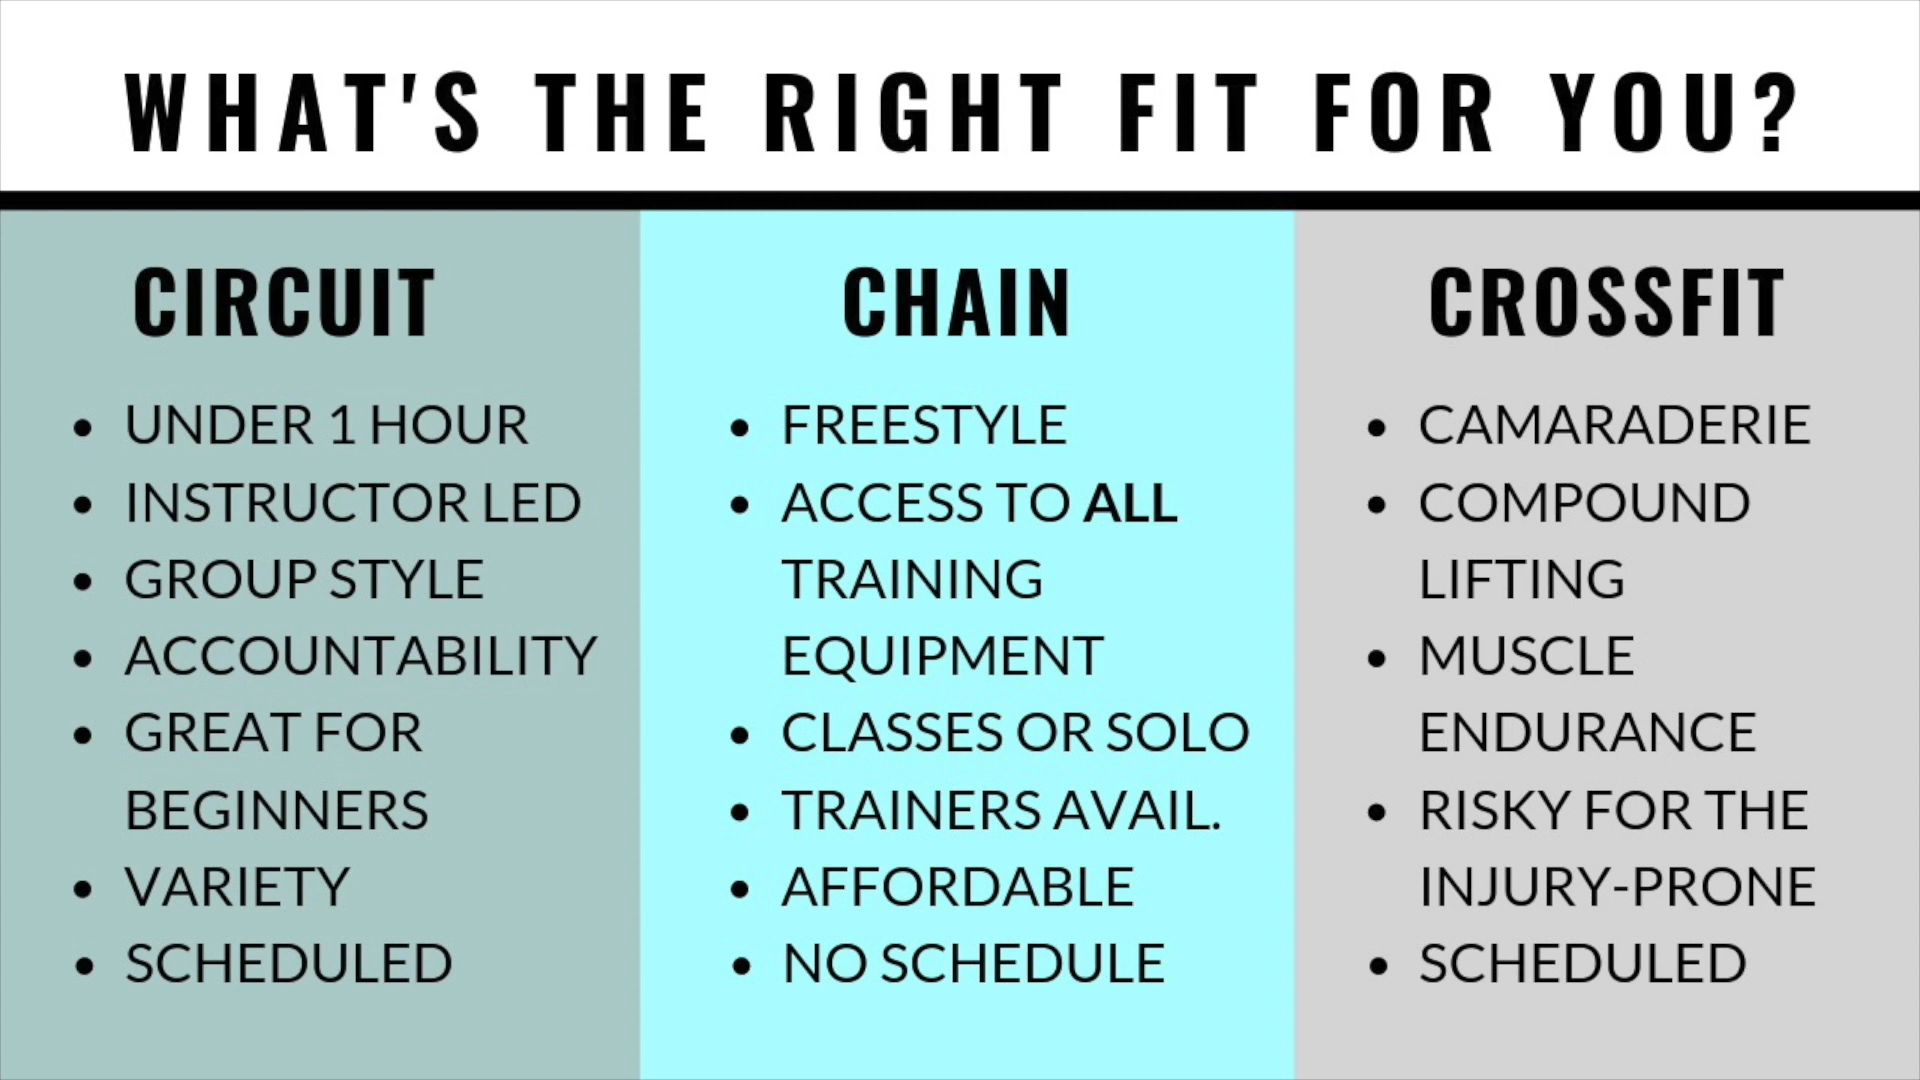 WHAT'S THE RIGHT FIT FOR YOU?
CIRCUIT
• UNDER 1 HOUR
• INSTRUCTOR LED
• GROUP STYLE
• ACCOUNTABILITY
• GREAT FOR
BEGINNERS
• VARIETY
• SCHEDULED
CHAIN
• FREESTYLE
• ACCESS TO ALL
TRAINING
EQUIPMENT
• CLASSES OR SOLO
• TRAINERS AVAIL.
• AFFORDABLE
• NO SCHEDULE
CROSSFIT
• CAMARADERIE
• COMPOUND
LIFTING
• MUSCLE
ENDURANCE
• RISKY FOR THE
INJURY-PRONE
• SCHEDULED